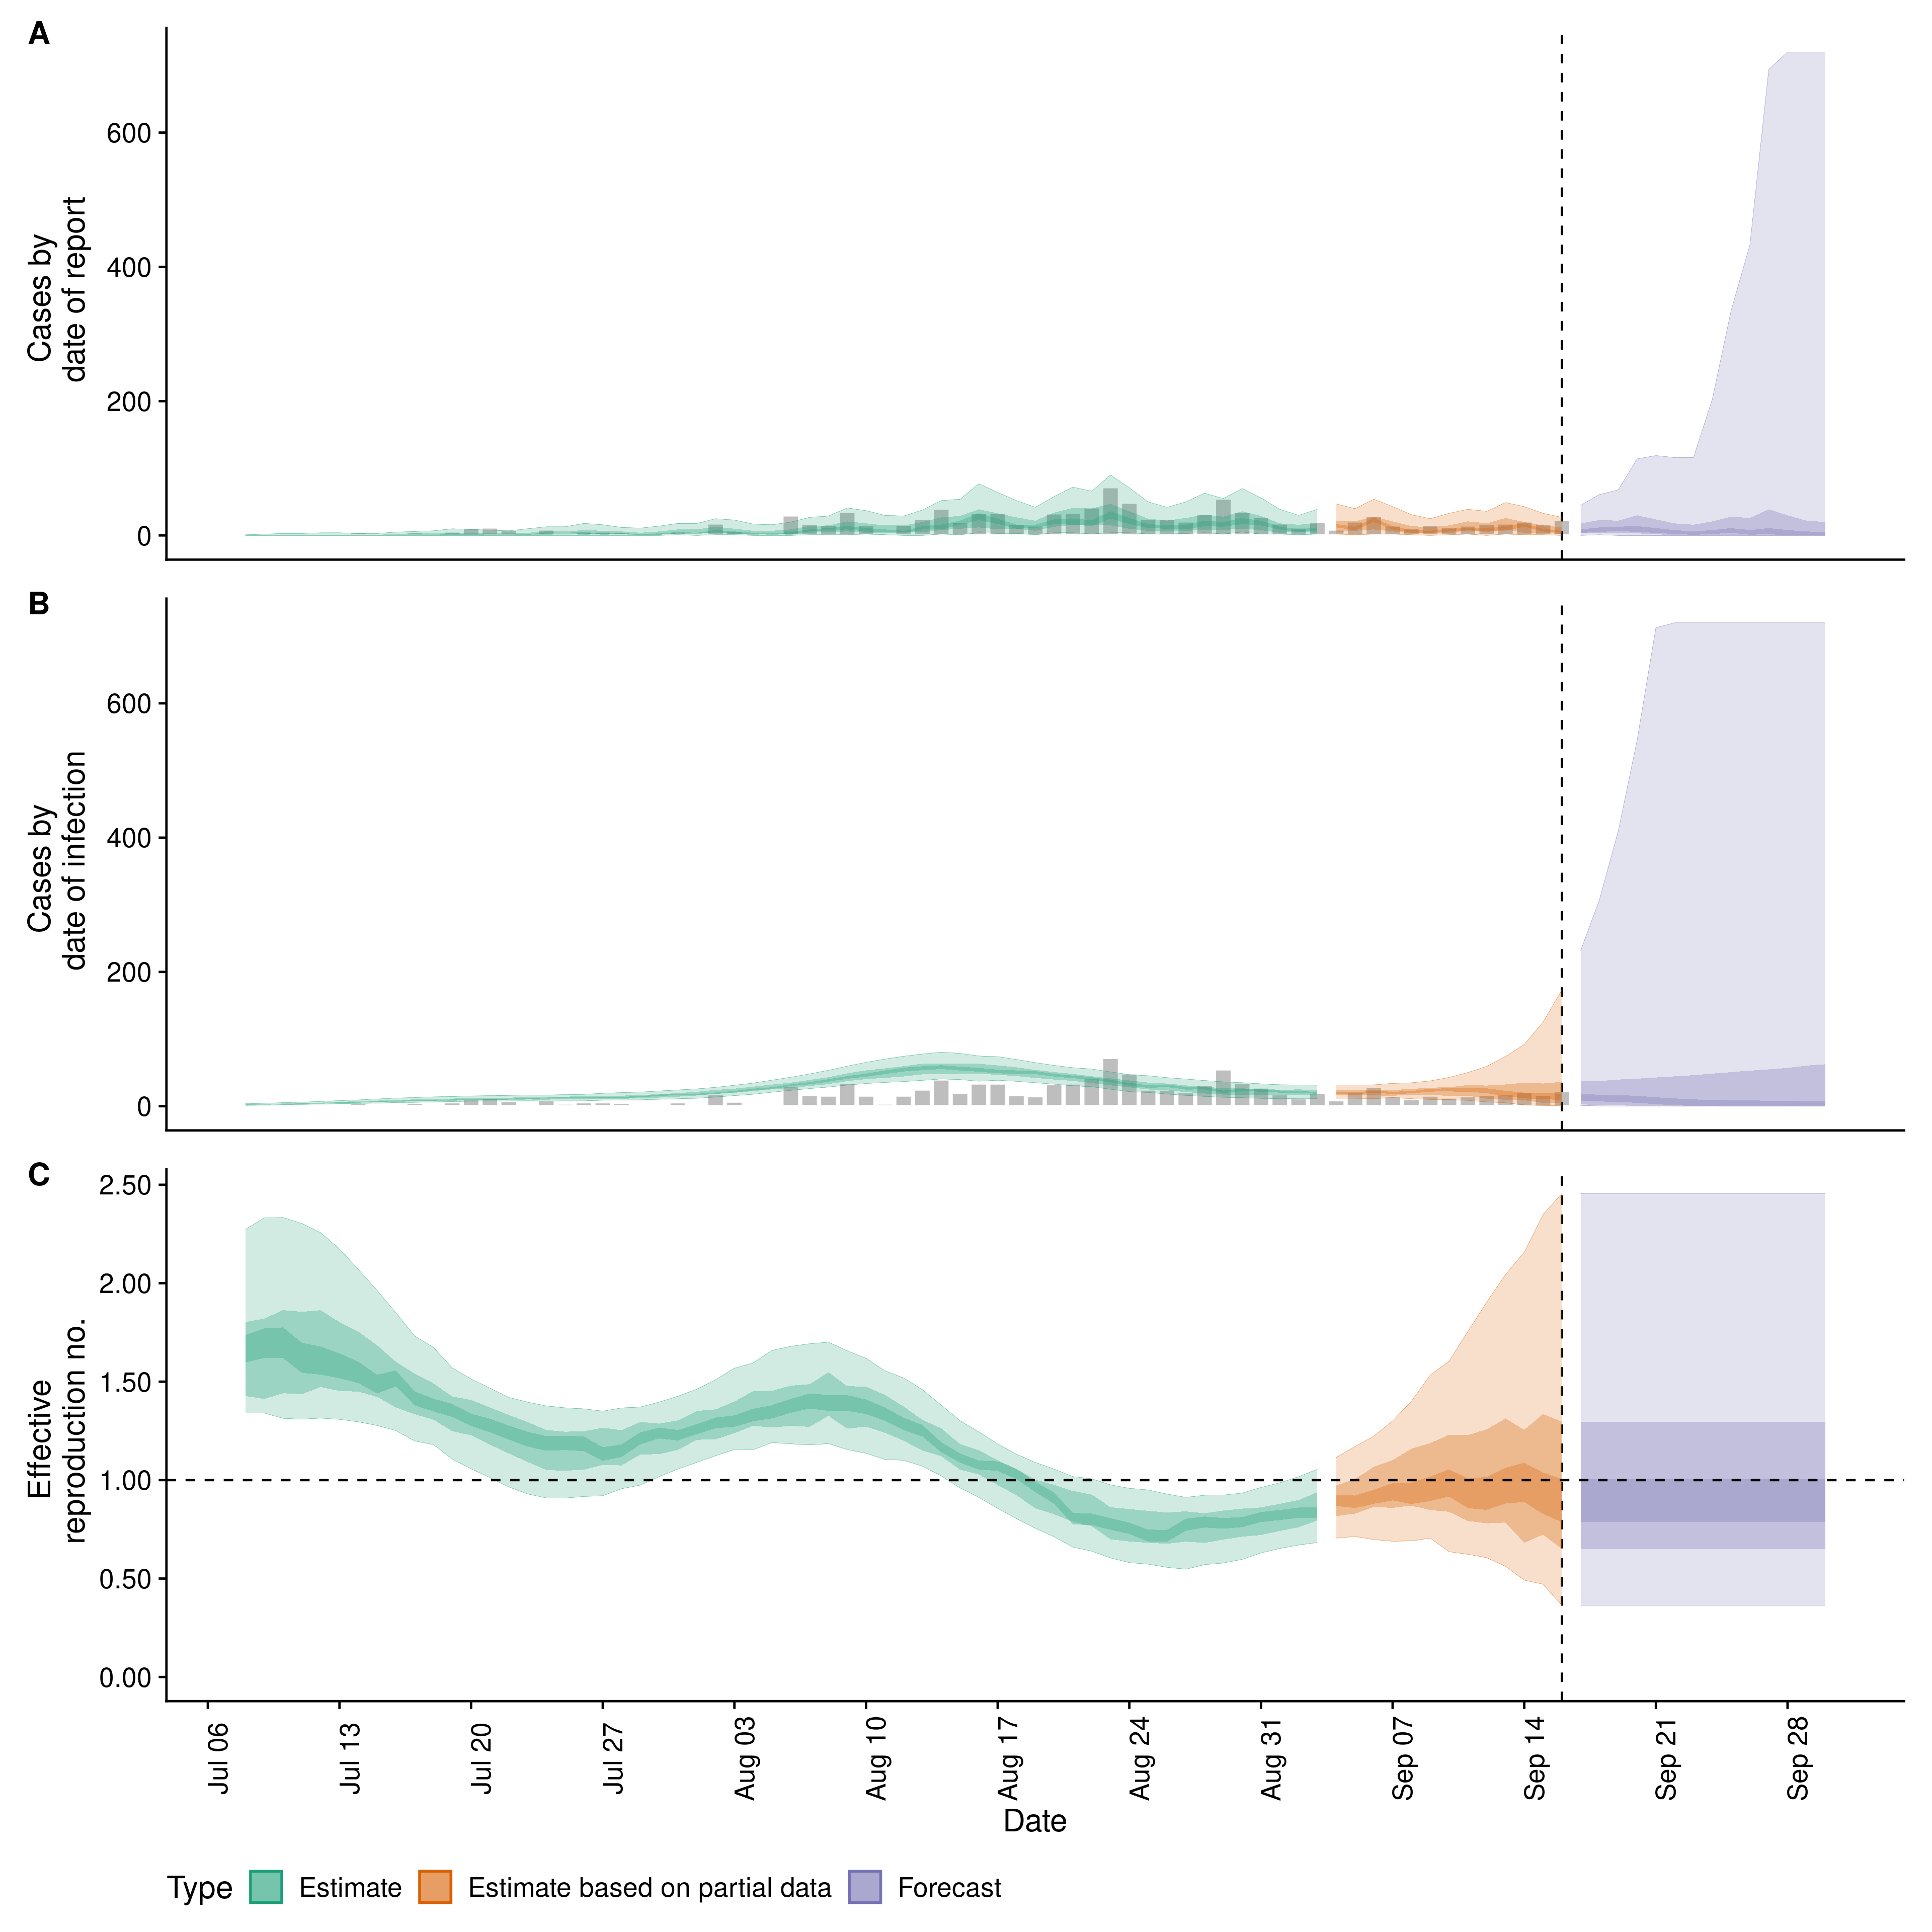 A
Cases by
date of report
600
400
200
0
B
Cases by
date of infection
600
400
200
0
C
Effective
reproduction no.
2.50
2.00
1.50
1.00
0.50
0.00
Jul 06
Jul 13
Jul 20
Jul 27
Aug 03
Aug 10
Aug 17
Aug 24
Aug 31
Sep 07
Sep 14
Sep 21
Sep 28
Date
Type Estimate Estimate based on partial data Forecast